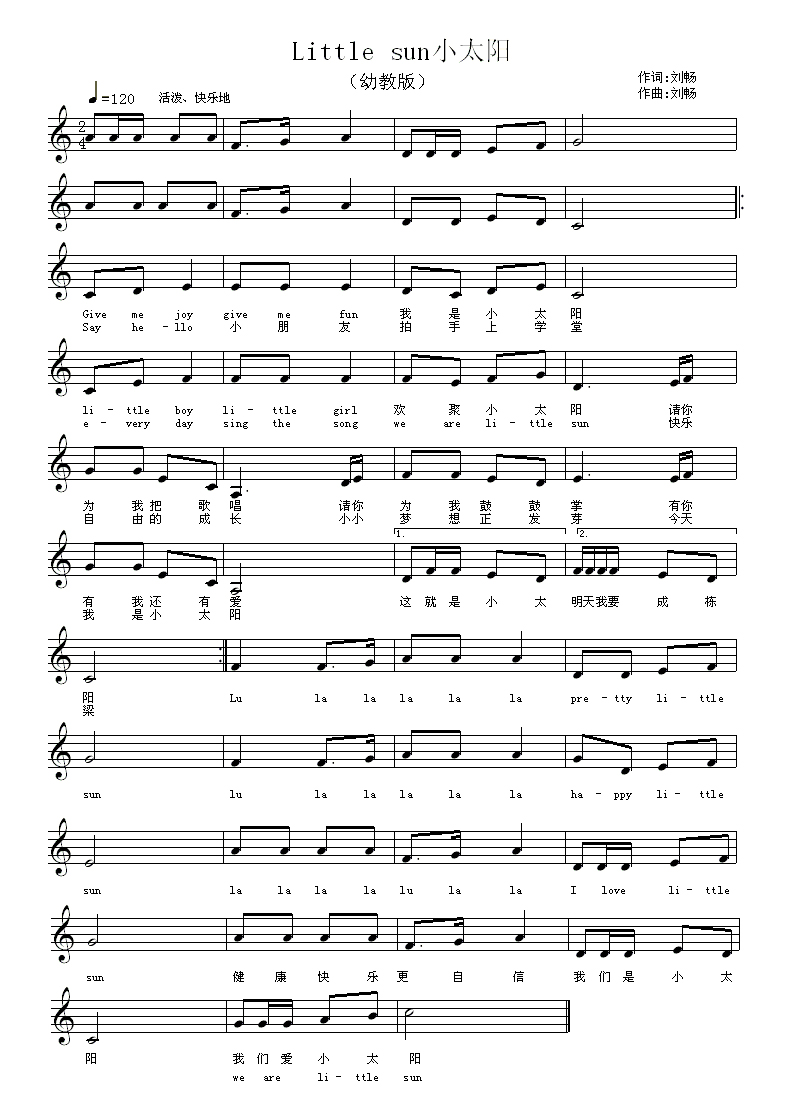 Little sun小太阳
（幼教版）
作词:刘畅
作曲:刘畅
=120 活泼、快乐地
2
4
Give me joy give me fun 我 是 小 太 阳
Say he-llo 小 朋 友 拍 手 上 学 堂
li - ttle boy li - ttle girl 欢 聚 小 太 阳 请你
e - very day sing the song we are li - ttle sun 快乐
为 我 把 歌 唱 请你 为 我 鼓 鼓 掌 有你
自 由 的 成 长 小小 梦 想 正 发 芽 今天
1. 2.
有 我 还 有 爱 这 就 是 小 太 明天我要 成 栋
我 是 小 太 阳
阳 Lu la la la la la pre - tty li - ttle
梁
sun lu la la la la la ha - ppy li - ttle
sun la la la la lu la la I love li - ttle
sun 健 康 快 乐 更 自 信 我 们 是 小 太
阳 我 们 爱 小 太 阳
we are li - ttle sun